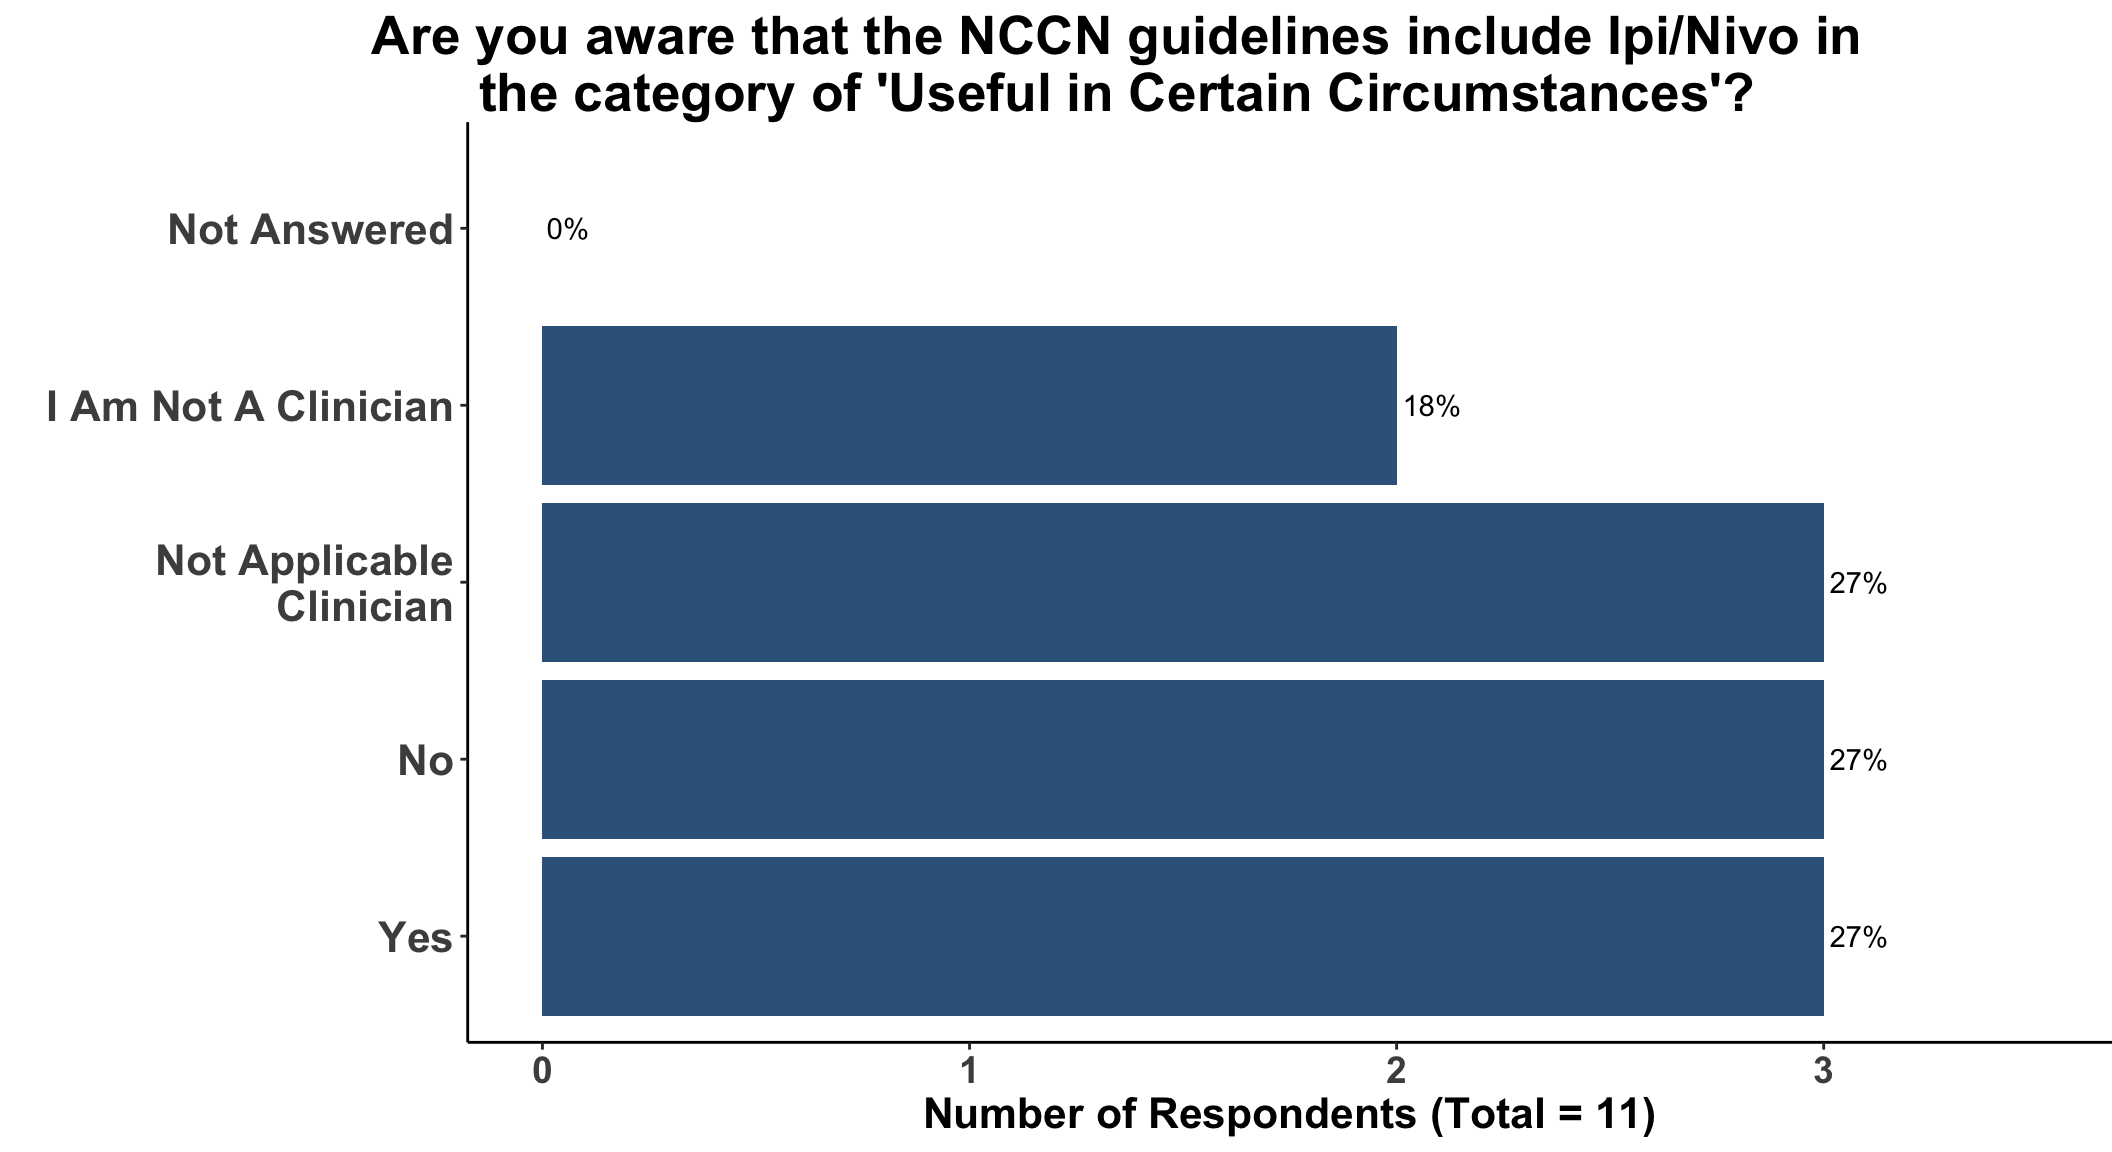 Are you aware that the NCCN guidelines include Ipi/Nivo in
the category of 'Useful in Certain Circumstances'?
Not Answered
0%
I Am Not A Clinician
18%
Not Applicable
Clinician
27%
No
27%
Yes
27%
0 1 2 3
Number of Respondents (Total = 11)